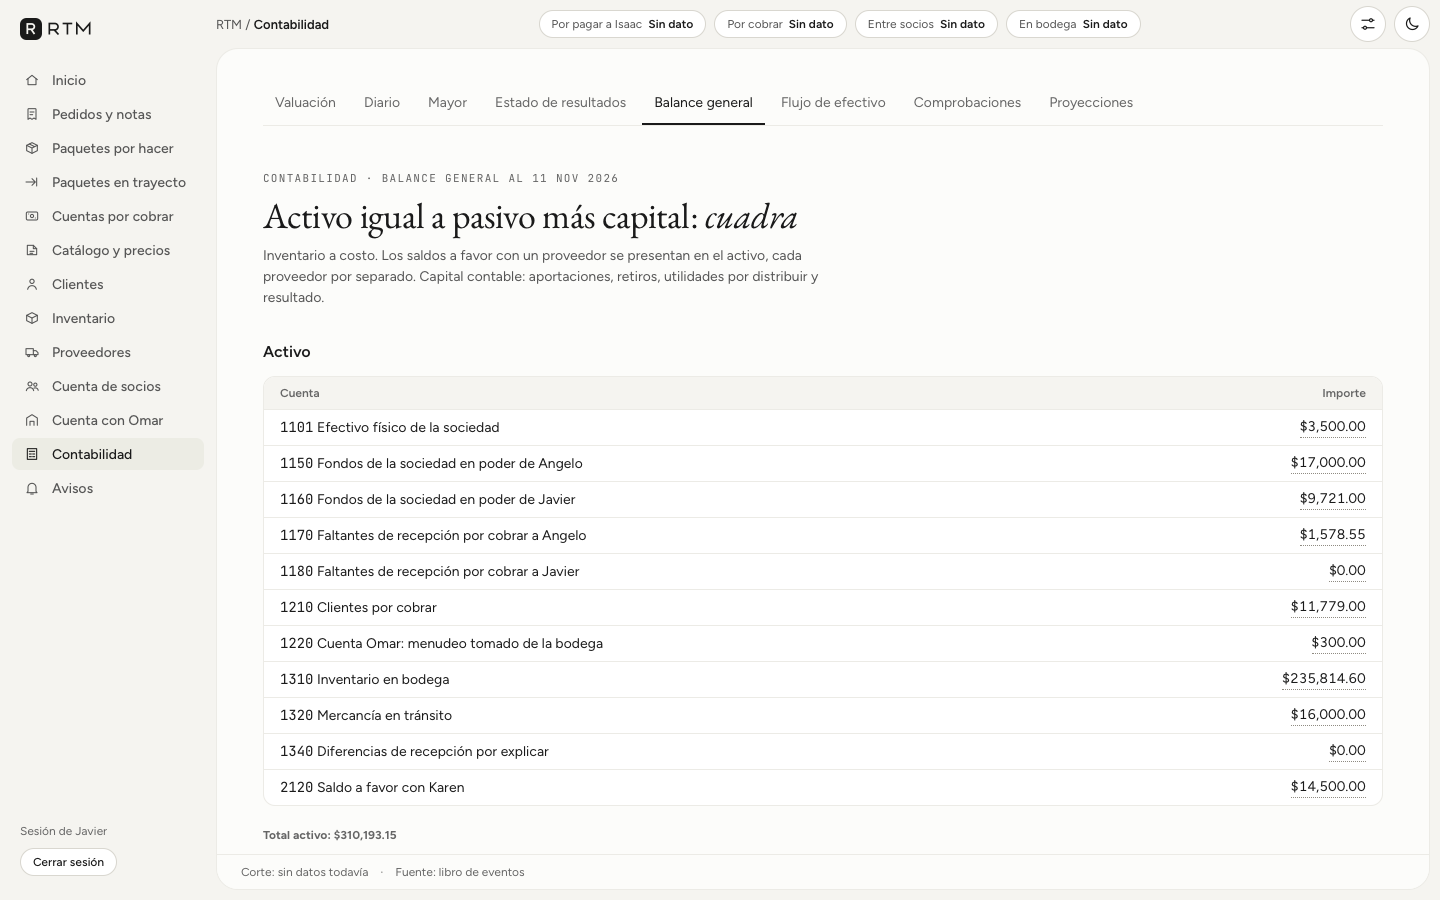 R RTM
RTM / Contabilidad
Por pagar a Isaac Sin dato
Por cobrar Sin dato
Entre socios Sin dato
En bodega Sin dato
Inicio
Pedidos y notas
Paquetes por hacer
Paquetes en trayecto
Cuentas por cobrar
Catálogo y precios
Clientes
Inventario
Proveedores
Cuenta de socios
Cuenta con Omar
Contabilidad
Avisos
Sesión de Javier
Cerrar sesión
Valuación Diario Mayor Estado de resultados Balance general Flujo de efectivo Comprobaciones Proyecciones
CONTABILIDAD · BALANCE GENERAL AL 11 NOV 2026
Activo igual a pasivo más capital: cuadra
Inventario a costo. Los saldos a favor con un proveedor se presentan en el activo, cada
proveedor por separado. Capital contable: aportaciones, retiros, utilidades por distribuir y
resultado.
Activo
Cuenta Importe
1101 Efectivo físico de la sociedad $3,500.00
1150 Fondos de la sociedad en poder de Angelo $17,000.00
1160 Fondos de la sociedad en poder de Javier $9,721.00
1170 Faltantes de recepción por cobrar a Angelo $1,578.55
1180 Faltantes de recepción por cobrar a Javier $0.00
1210 Clientes por cobrar $11,779.00
1220 Cuenta Omar: menudeo tomado de la bodega $300.00
1310 Inventario en bodega $235,814.60
1320 Mercancía en tránsito $16,000.00
1340 Diferencias de recepción por explicar $0.00
2120 Saldo a favor con Karen $14,500.00
Total activo: $310,193.15
Corte: sin datos todavía · Fuente: libro de eventos